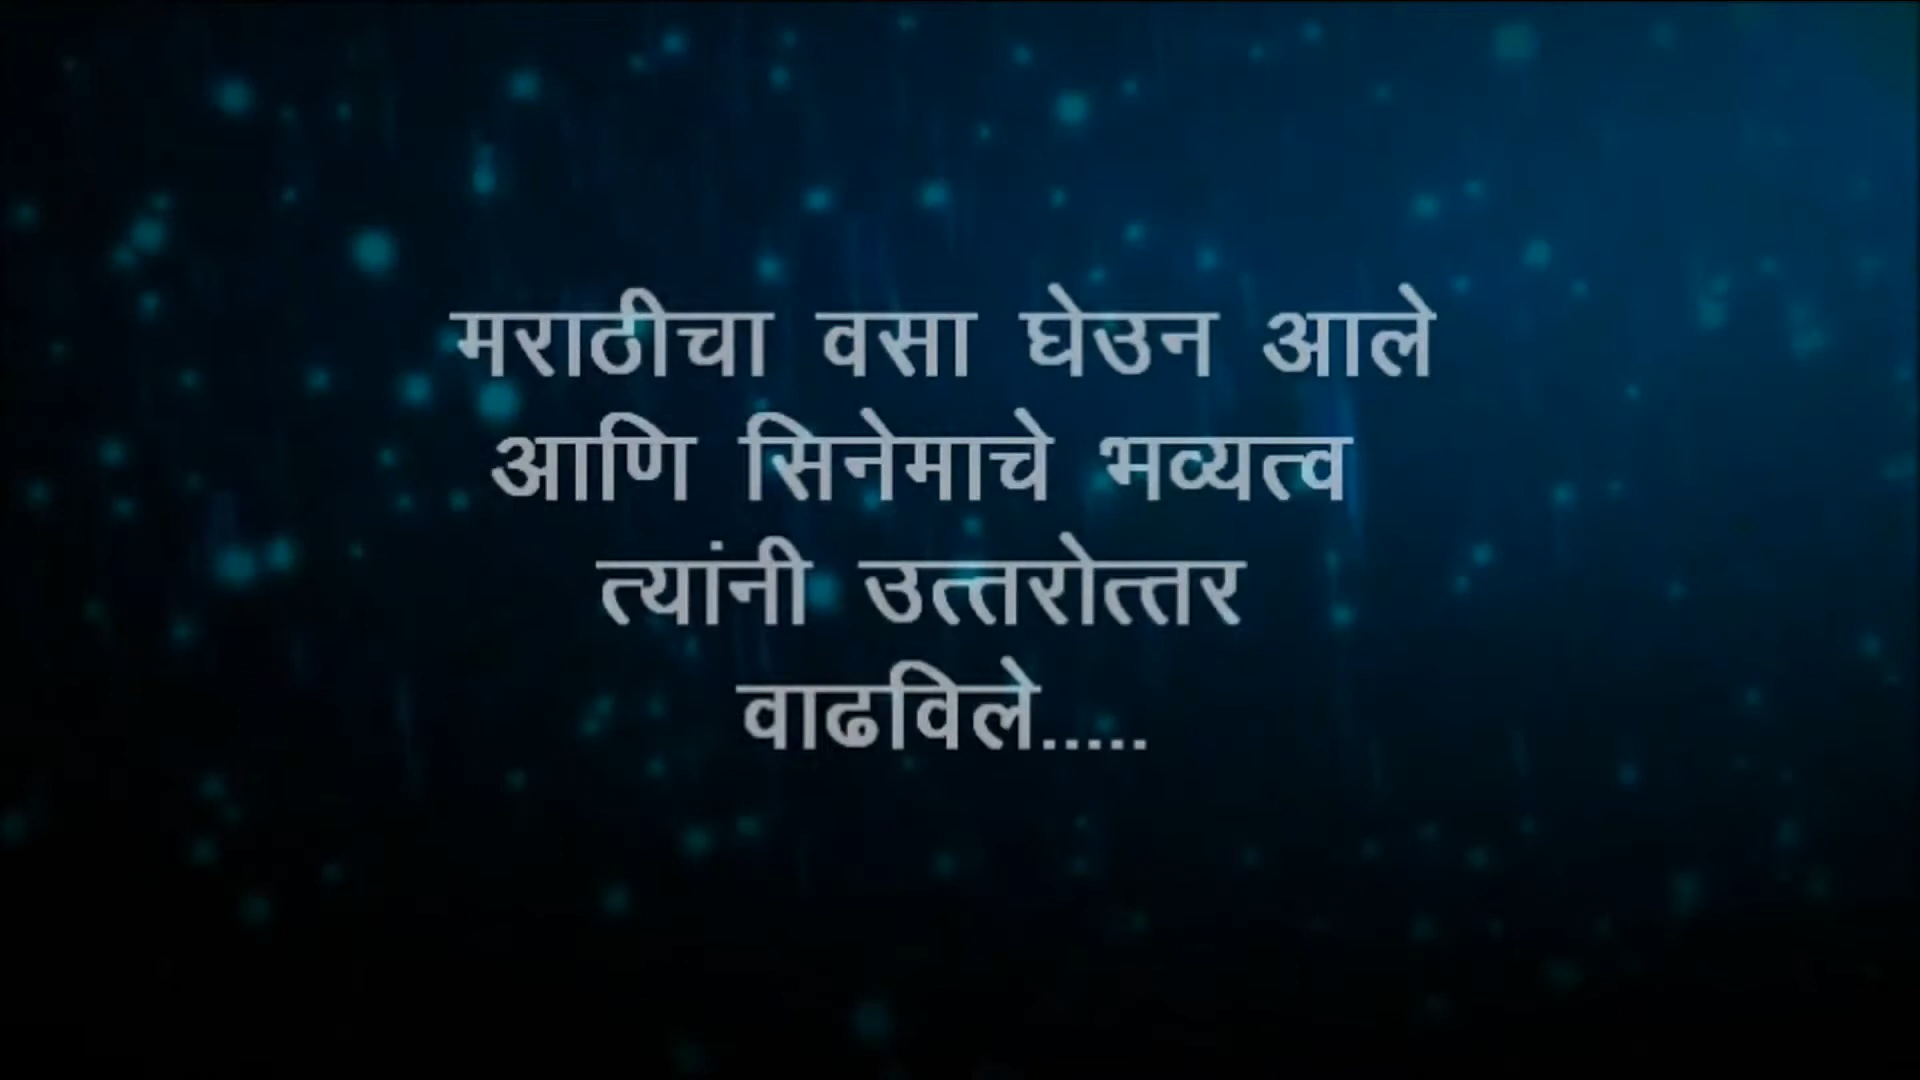 मराठीचा वसा घेउन आले
आणि सिनेमाचे भव्यत्व
त्यांनी उत्तरोत्तर
वाढविले.....